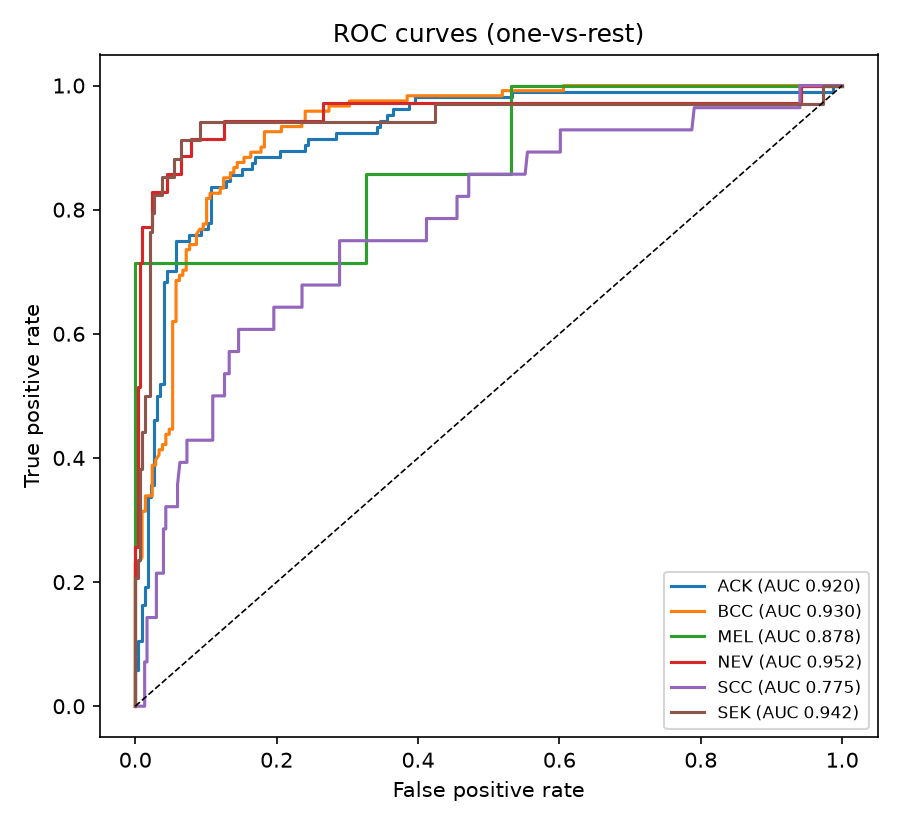 ROC curves (one-vs-rest)
True positive rate
1.0
0.8
0.6
0.4
0.2
0.0
0.0 0.2 0.4 0.6 0.8 1.0
False positive rate
ACK (AUC 0.920)
BCC (AUC 0.930)
MEL (AUC 0.878)
NEV (AUC 0.952)
SCC (AUC 0.775)
SEK (AUC 0.942)